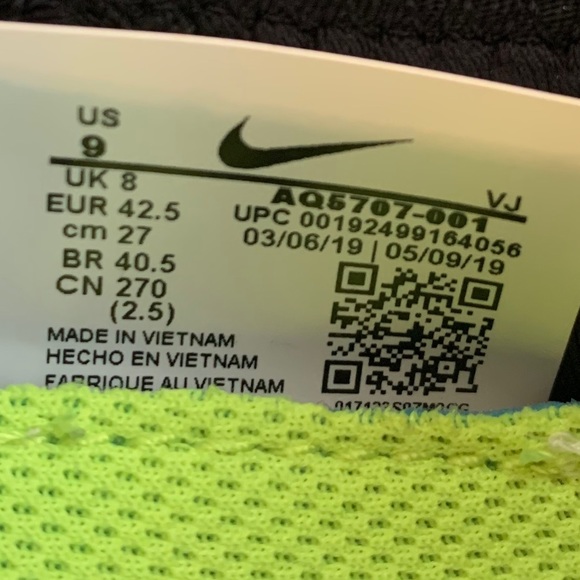 US
9
VJ
UK 8
AQ5707-001
EUR 42.5
UPC 00192499164056
cm 27
03/06/19 | 05/09/19
BR 40.5
CN 270
(2.5)
MADE IN VIETNAM
HECHO EN VIETNAM
FABRIQUE AU VIETNAM